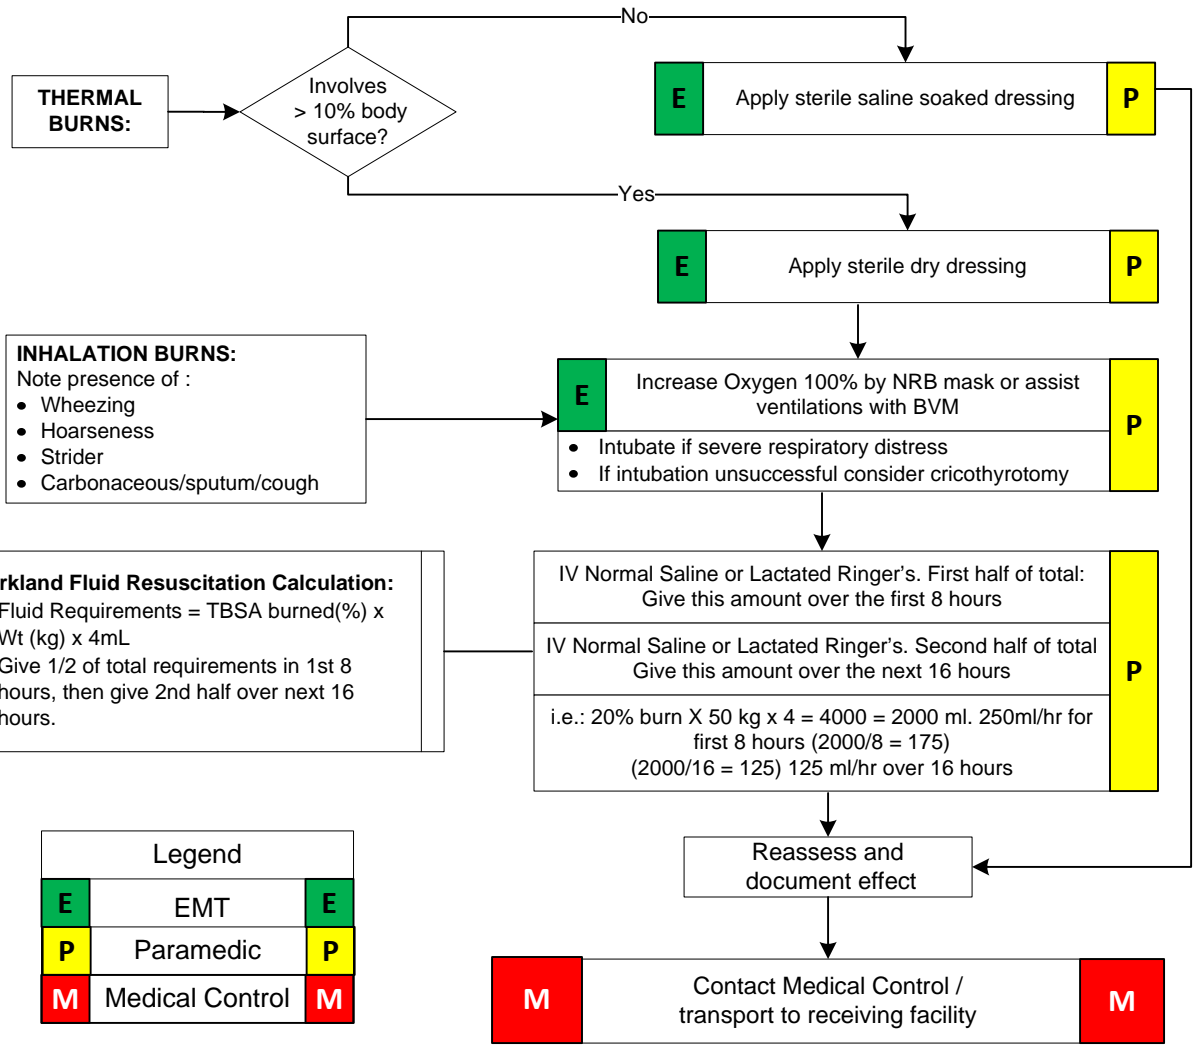 No
THERMAL
BURNS:
Involves
> 10% body
surface?
E
Apply sterile saline soaked dressing
P
Yes
E
Apply sterile dry dressing
P
INHALATION BURNS:
Note presence of :
• Wheezing
• Hoarseness
• Strider
• Carbonaceous/sputum/cough
E
Increase Oxygen 100% by NRB mask or assist
ventilations with BVM
• Intubate if severe respiratory distress
• If intubation unsuccessful consider cricothyrotomy
P
rkland Fluid Resuscitation Calculation:
Fluid Requirements = TBSA burned(%) x
Wt (kg) x 4mL
Give 1/2 of total requirements in 1st 8
hours, then give 2nd half over next 16
hours.
IV Normal Saline or Lactated Ringer's. First half of total:
Give this amount over the first 8 hours
IV Normal Saline or Lactated Ringer's. Second half of total
Give this amount over the next 16 hours
i.e.: 20% burn X 50 kg x 4 = 4000 = 2000 ml. 250ml/hr for
first 8 hours (2000/8 = 175)
(2000/16 = 125) 125 ml/hr over 16 hours
P
Reassess and
document effect
Legend
E EMT E
P Paramedic P
M Medical Control M
M
Contact Medical Control /
transport to receiving facility
M